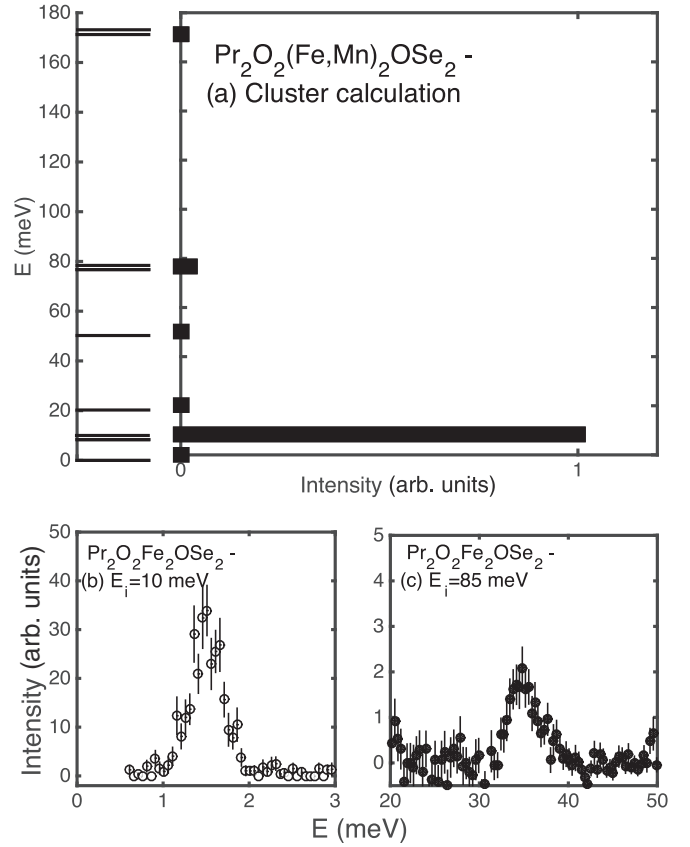 180
160
140
120
100
80
60
40
20
0
E (meV)
Pr2O2(Fe,Mn)2OSe2 -
(a) Cluster calculation
0 1
Intensity (arb. units)
50
40
30
20
10
0
Intensity (arb. units)
Pr2O2Fe2OSe2 -
(b) Ei=10 meV
0 1 2 3
5
4
3
2
1
0
Pr2O2Fe2OSe2 -
(c) Ei=85 meV
20 30 40 50
E (meV)